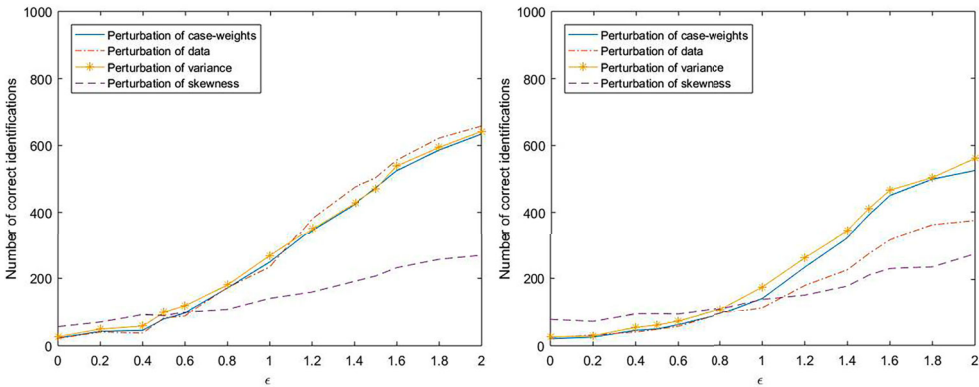 1000
800
600
400
200
0
Number of correct identifications
Perturbation of case-weights
Perturbation of data
Perturbation of variance
Perturbation of skewness
0 0.2 0.4 0.6 0.8 1 1.2 1.4 1.6 1.8 2
ϵ
1000
800
600
400
200
0
Number of correct identifications
Perturbation of case-weights
Perturbation of data
Perturbation of variance
Perturbation of skewness
0 0.2 0.4 0.6 0.8 1 1.2 1.4 1.6 1.8 2
ϵ